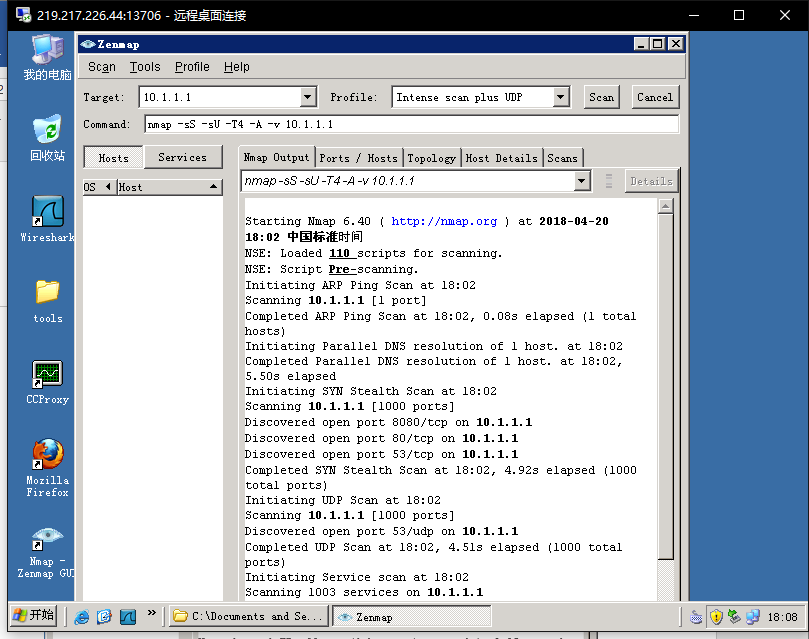 219.217.226.44:13706 - 远程桌面连接
我的电脑
回收站
Wireshark
tools
CCProxy
Mozilla
Firefox
Nmap -
Zenmap GUI
Zenmap
Scan Tools Profile Help
Target: 10.1.1.1 Profile: Intense scan plus UDP Scan Cancel
Command: nmap -sS -sU -T4 -A -v 10.1.1.1
Hosts Services
OS Host
Nmap Output Ports / Hosts Topology Host Details Scans
nmap -sS -sU -T4 -A -v 10.1.1.1 Details
Starting Nmap 6.40 ( http://nmap.org ) at 2018-04-20
18:02 中国标准时间
NSE: Loaded 110 scripts for scanning.
NSE: Script Pre-scanning.
Initiating ARP Ping Scan at 18:02
Scanning 10.1.1.1 [1 port]
Completed ARP Ping Scan at 18:02, 0.08s elapsed (1 total
hosts)
Initiating Parallel DNS resolution of 1 host. at 18:02
Completed Parallel DNS resolution of 1 host. at 18:02,
5.50s elapsed
Initiating SYN Stealth Scan at 18:02
Scanning 10.1.1.1 [1000 ports]
Discovered open port 8080/tcp on 10.1.1.1
Discovered open port 80/tcp on 10.1.1.1
Discovered open port 53/tcp on 10.1.1.1
Completed SYN Stealth Scan at 18:02, 4.92s elapsed (1000
total ports)
Initiating UDP Scan at 18:02
Scanning 10.1.1.1 [1000 ports]
Discovered open port 53/udp on 10.1.1.1
Completed UDP Scan at 18:02, 4.51s elapsed (1000 total
ports)
Initiating Service scan at 18:02
Scanning 1003 services on 10.1.1.1
开始 » C:\Documents and Se... Zenmap 18:08